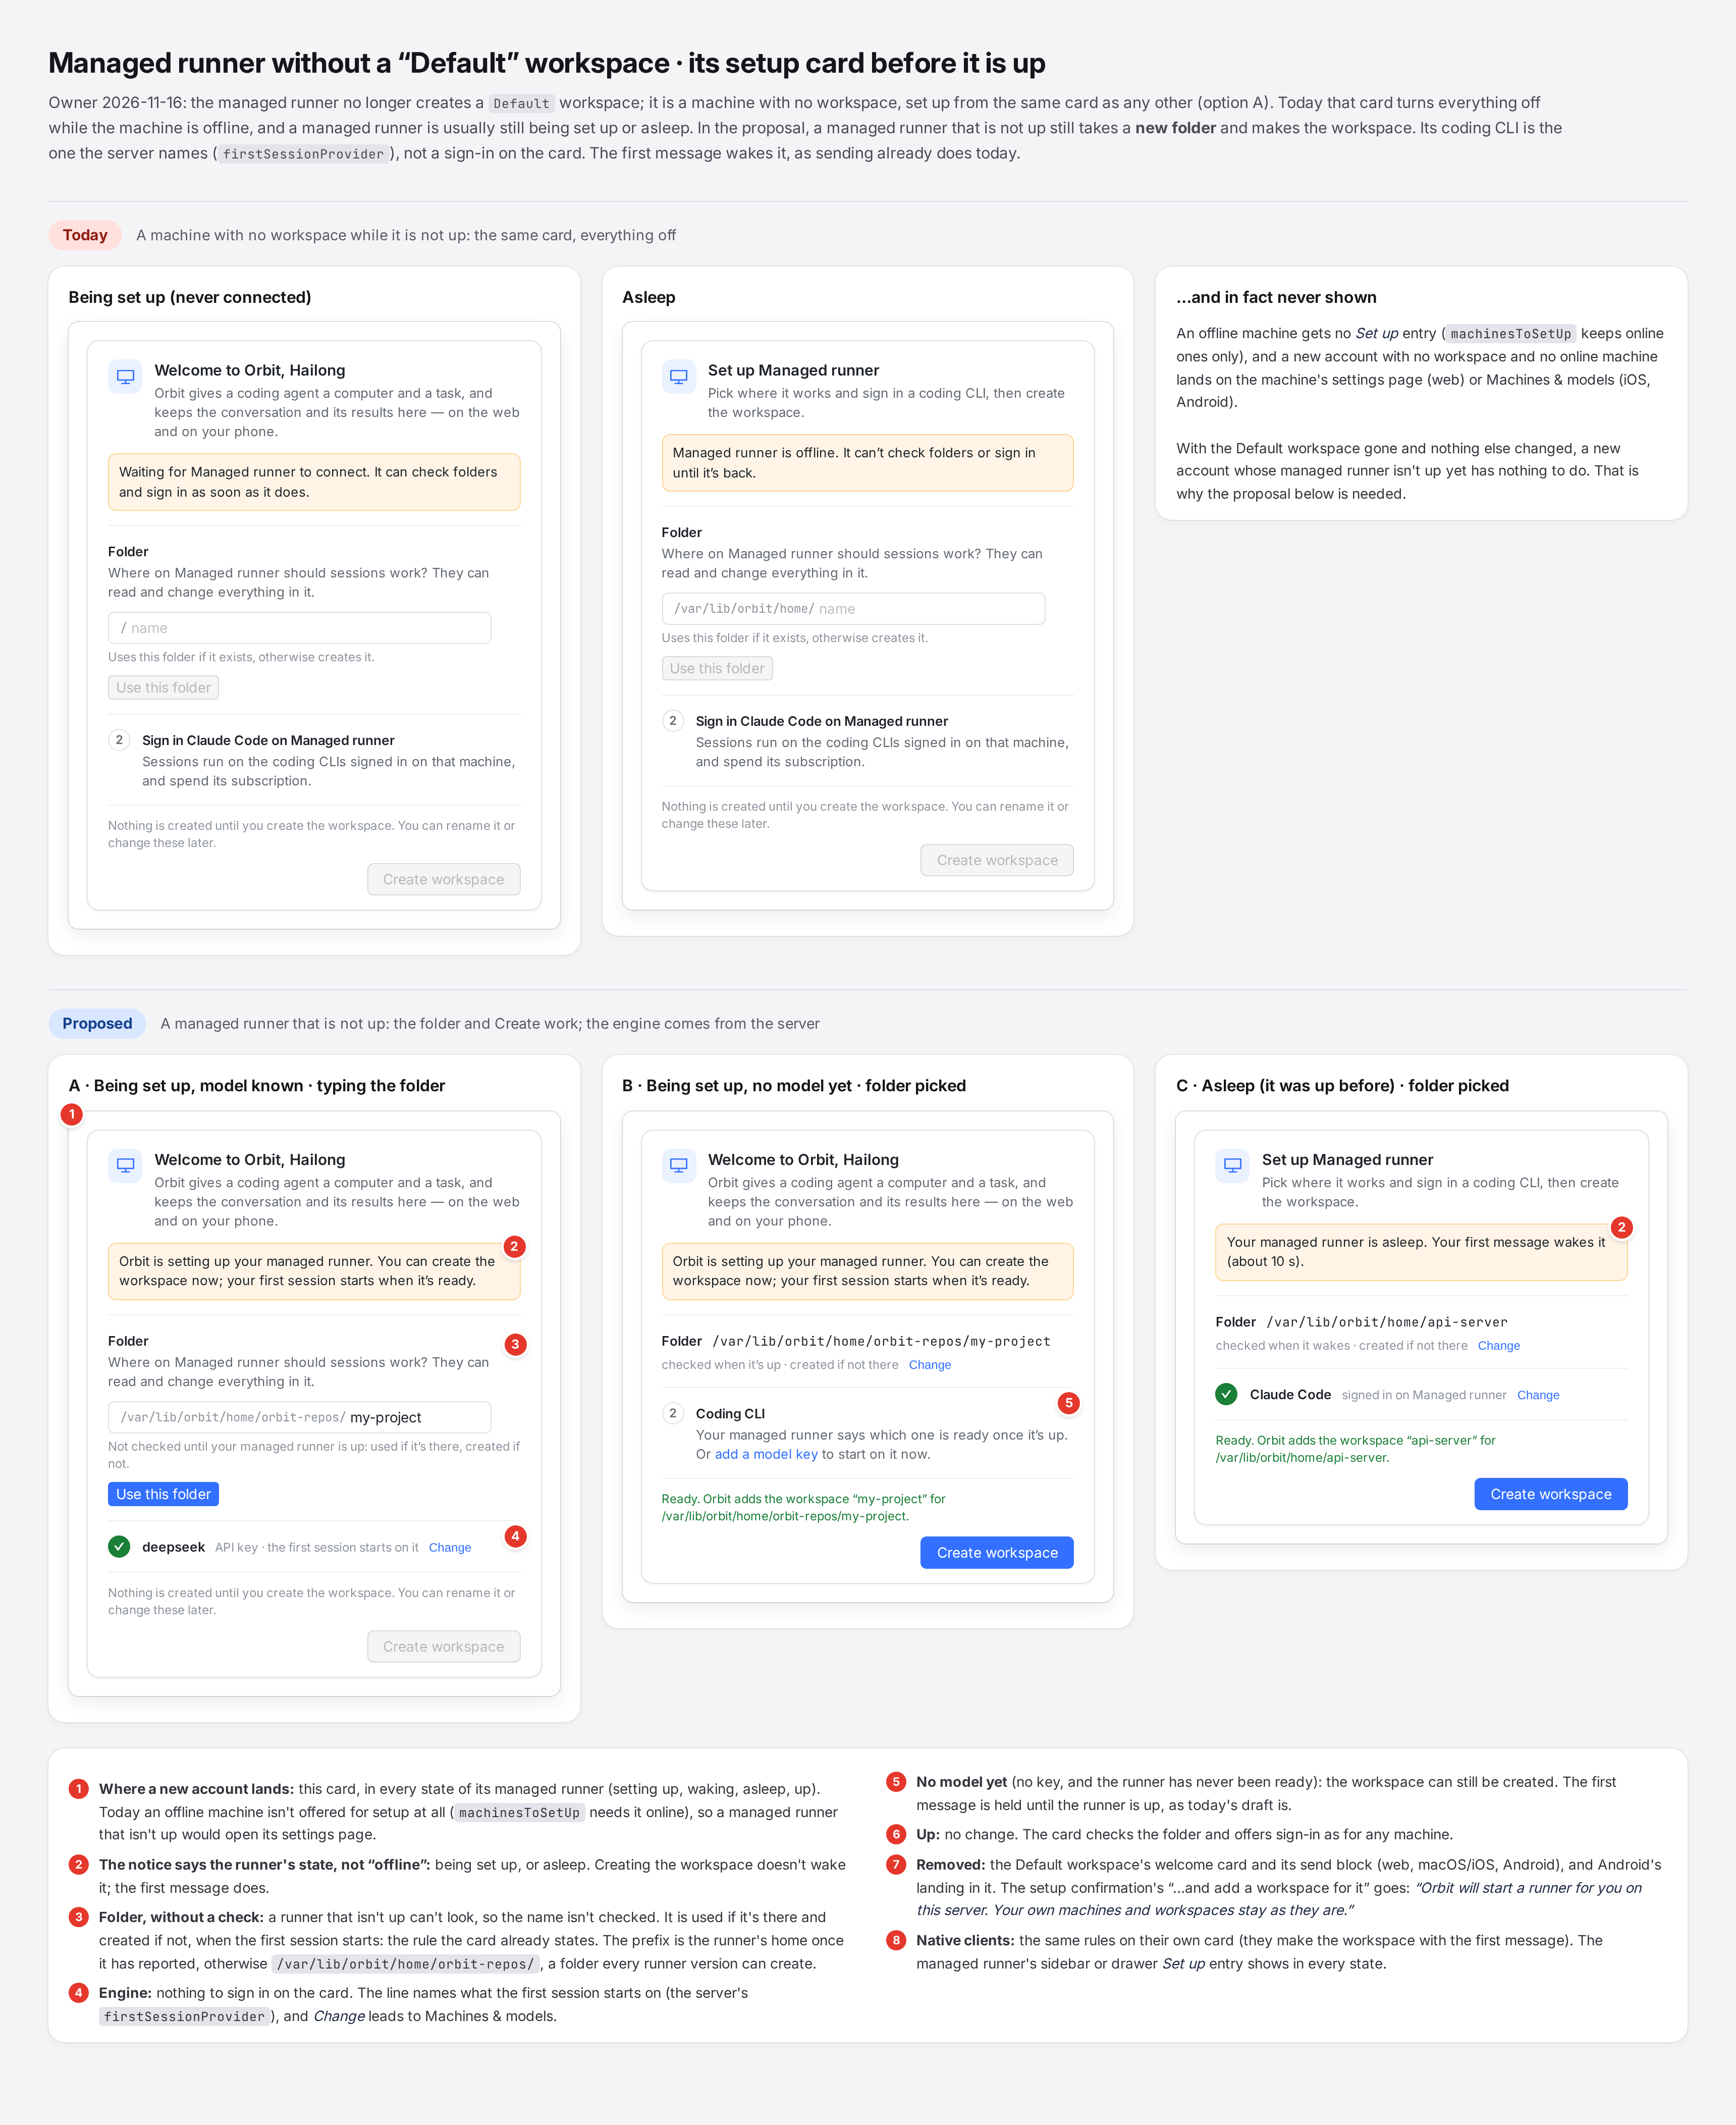 Managed runner without a “Default” workspace · its setup card before it is up
Owner 2026-11-16: the managed runner no longer creates a Default workspace; it is a machine with no workspace, set up from the same card as any other (option A). Today that card turns everything off
while the machine is offline, and a managed runner is usually still being set up or asleep. In the proposal, a managed runner that is not up still takes a new folder and makes the workspace. Its coding CLI is the
one the server names (firstSessionProvider), not a sign-in on the card. The first message wakes it, as sending already does today.
Today
A machine with no workspace while it is not up: the same card, everything off
Being set up (never connected)
Welcome to Orbit, Hailong
Orbit gives a coding agent a computer and a task, and
keeps the conversation and its results here — on the web
and on your phone.
Waiting for Managed runner to connect. It can check folders
and sign in as soon as it does.
Folder
Where on Managed runner should sessions work? They can
read and change everything in it.
/ name
Uses this folder if it exists, otherwise creates it.
Use this folder
2 Sign in Claude Code on Managed runner
Sessions run on the coding CLIs signed in on that machine,
and spend its subscription.
Nothing is created until you create the workspace. You can rename it or
change these later.
Create workspace
Asleep
Set up Managed runner
Pick where it works and sign in a coding CLI, then create
the workspace.
Managed runner is offline. It can’t check folders or sign in
until it’s back.
Folder
Where on Managed runner should sessions work? They can
read and change everything in it.
/var/lib/orbit/home/ name
Uses this folder if it exists, otherwise creates it.
Use this folder
2 Sign in Claude Code on Managed runner
Sessions run on the coding CLIs signed in on that machine,
and spend its subscription.
Nothing is created until you create the workspace. You can rename it or
change these later.
Create workspace
…and in fact never shown
An offline machine gets no Set up entry (machinesToSetUp keeps online
ones only), and a new account with no workspace and no online machine
lands on the machine's settings page (web) or Machines & models (iOS,
Android).
With the Default workspace gone and nothing else changed, a new
account whose managed runner isn't up yet has nothing to do. That is
why the proposal below is needed.
Proposed
A managed runner that is not up: the folder and Create work; the engine comes from the server
A · Being set up, model known · typing the folder
1
Welcome to Orbit, Hailong
Orbit gives a coding agent a computer and a task, and
keeps the conversation and its results here — on the web
and on your phone.
2
Orbit is setting up your managed runner. You can create the
workspace now; your first session starts when it’s ready.
Folder
3
Where on Managed runner should sessions work? They can
read and change everything in it.
/var/lib/orbit/home/orbit-repos/ my-project
Not checked until your managed runner is up: used if it’s there, created if
not.
Use this folder
4
deepseek API key · the first session starts on it Change
Nothing is created until you create the workspace. You can rename it or
change these later.
Create workspace
B · Being set up, no model yet · folder picked
Welcome to Orbit, Hailong
Orbit gives a coding agent a computer and a task, and
keeps the conversation and its results here — on the web
and on your phone.
Orbit is setting up your managed runner. You can create the
workspace now; your first session starts when it’s ready.
Folder /var/lib/orbit/home/orbit-repos/my-project
checked when it’s up · created if not there Change
5
2 Coding CLI
Your managed runner says which one is ready once it’s up.
Or add a model key to start on it now.
Ready. Orbit adds the workspace “my-project” for
/var/lib/orbit/home/orbit-repos/my-project.
Create workspace
C · Asleep (it was up before) · folder picked
Set up Managed runner
Pick where it works and sign in a coding CLI, then create
the workspace.
2
Your managed runner is asleep. Your first message wakes it
(about 10 s).
Folder /var/lib/orbit/home/api-server
checked when it wakes · created if not there Change
Claude Code signed in on Managed runner Change
Ready. Orbit adds the workspace “api-server” for
/var/lib/orbit/home/api-server.
Create workspace
1 Where a new account lands: this card, in every state of its managed runner (setting up, waking, asleep, up).
Today an offline machine isn't offered for setup at all (machinesToSetUp needs it online), so a managed runner
that isn't up would open its settings page.
2 The notice says the runner's state, not “offline”: being set up, or asleep. Creating the workspace doesn't wake
it; the first message does.
3 Folder, without a check: a runner that isn't up can't look, so the name isn't checked. It is used if it's there and
created if not, when the first session starts: the rule the card already states. The prefix is the runner's home once
it has reported, otherwise /var/lib/orbit/home/orbit-repos/, a folder every runner version can create.
4 Engine: nothing to sign in on the card. The line names what the first session starts on (the server's
firstSessionProvider), and Change leads to Machines & models.
5 No model yet (no key, and the runner has never been ready): the workspace can still be created. The first
message is held until the runner is up, as today's draft is.
6 Up: no change. The card checks the folder and offers sign-in as for any machine.
7 Removed: the Default workspace's welcome card and its send block (web, macOS/iOS, Android), and Android's
landing in it. The setup confirmation's “…and add a workspace for it” goes: “Orbit will start a runner for you on
this server. Your own machines and workspaces stay as they are.”
8 Native clients: the same rules on their own card (they make the workspace with the first message). The
managed runner's sidebar or drawer Set up entry shows in every state.